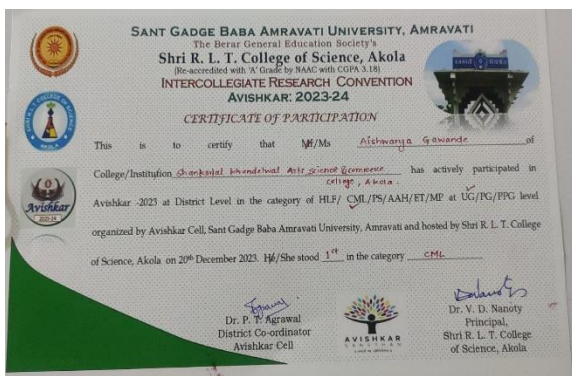 SANT GADGE BABA AMRAVATI UNIVERSITY, AMRAVATI
The Berar General Education Society's
Shri R. L. T. College of Science, Akola
(Re-accredited with 'A' Grade by NAAC with CGPA 3.18)
INTERCOLLEGIATE RESEARCH CONVENTION
AVISHKAR: 2023-24
CERTIFICATE OF PARTICIPATION
This is to certify that Mr/Ms Aishwarya Gawande of
College/Institution Shankarlal Khandelwal Arts science & commerce has actively participated in
college, Akola.
Avishkar -2023 at District Level in the category of HLF/ CML/PS/AAH/ET/MP at UG/PG/PPG level
organized by Avishkar Cell, Sant Gadge Baba Amravati University, Amravati and hosted by Shri R. L. T. College
of Science, Akola on 20th December 2023. He/She stood 1st in the category CML
Dr. P. T. Agrawal
District Co-ordinator
Avishkar Cell
AVISHKAR
SANSTHAN
Dr. V. D. Nanoty
Principal,
Shri R. L. T. College
of Science, Akola
AKOLA
Avishkar
2023-24